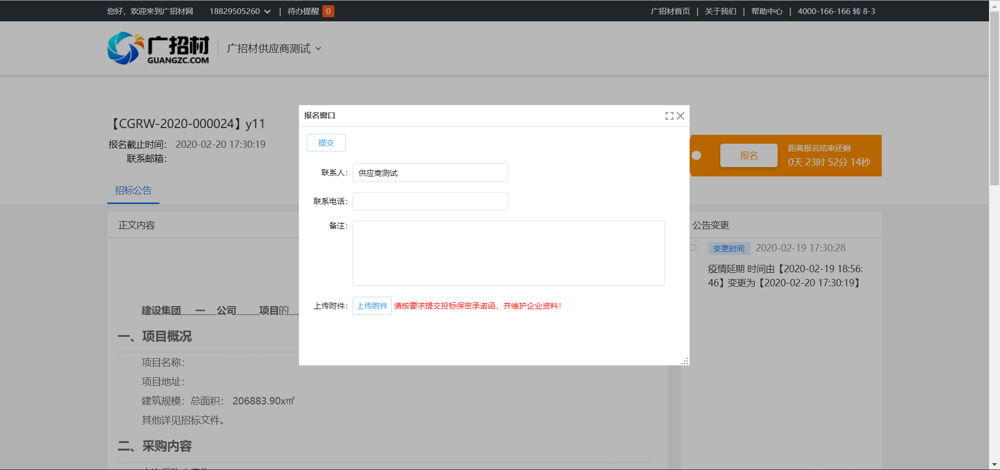 您好，欢迎来到广招材网 18829505260 | 待办提醒 0 广招材首页 | 关于我们 | 帮助中心 | 4000-166-166 转 8-3
广招材
GUANGZC.COM
广招材供应商测试
【CGRW-2020-000024】y11
报名截止时间： 2020-02-20 17:30:19
联系邮箱：
报名
距离报名结束还剩
0天 23时 52分 14秒
招标公告
正文内容
建设集团 一 公司 项目的
一、项目概况
项目名称：
项目地址：
建筑规模：总面积： 206883.90x㎡
其他详见招标文件。
二、采购内容
报名窗口
提交
联系人： 供应商测试
联系电话：
备注：
上传附件： 上传附件 请按要求提交投标保密承诺函，并维护企业资料！
公告变更
变更时间 2020-02-19 17:30:28
疫情延期 时间由【2020-02-19 18:56:
46】变更为【2020-02-20 17:30:19】